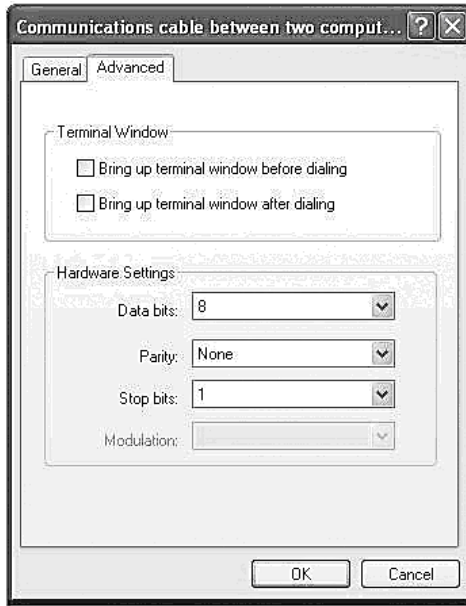 Communications cable between two comput...
General
Advanced
Terminal Window
Bring up terminal window before dialing
Bring up terminal window after dialing
Hardware Settings
Data bits: 8
Parity: None
Stop bits: 1
Modulation:
OK Cancel